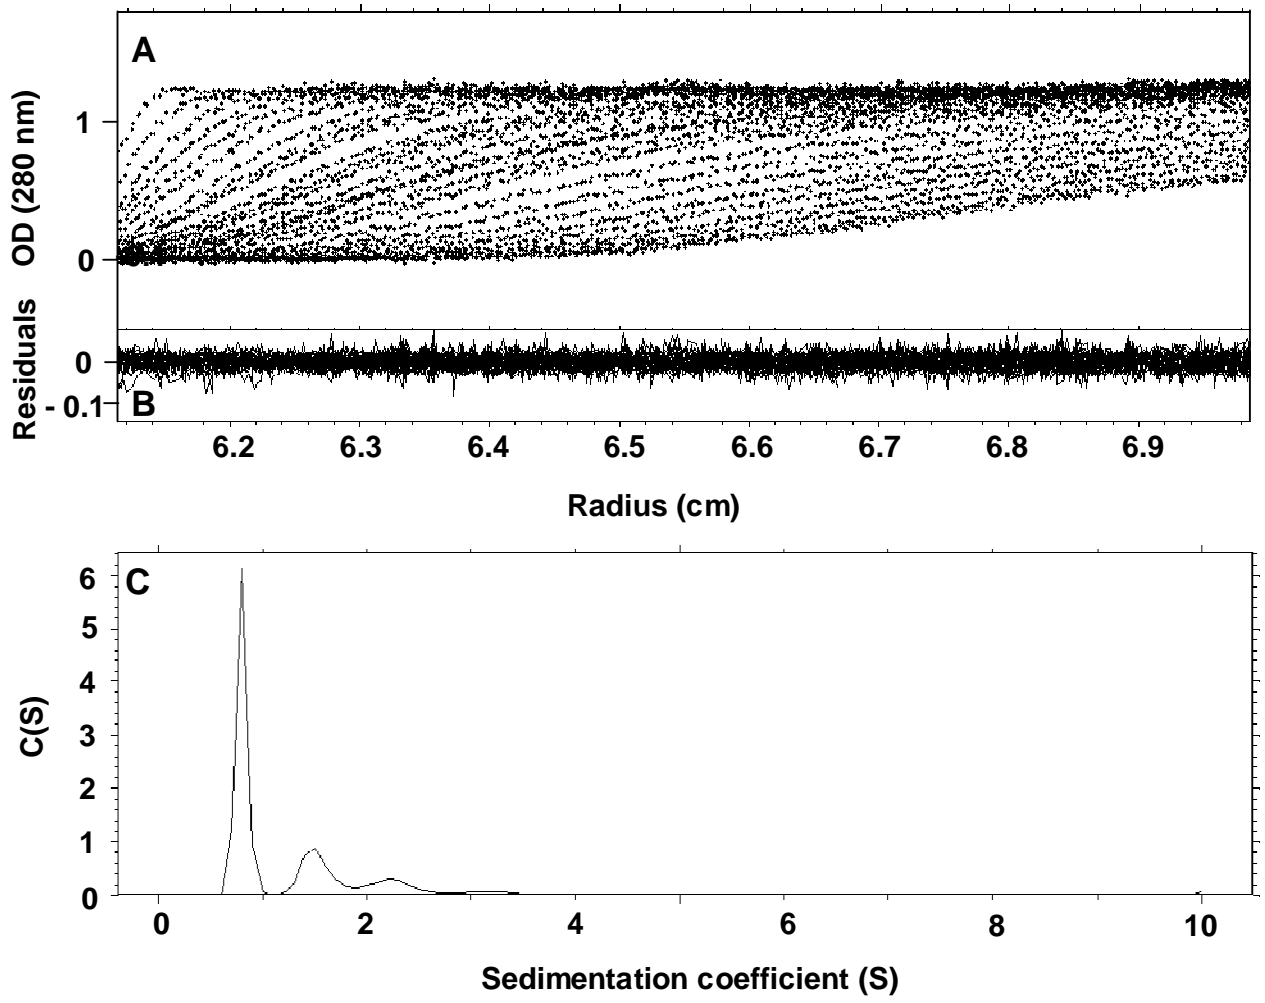 A
1
0
OD (280 nm)
Residuals
0
- 0.1
B
6.2 6.3 6.4 6.5 6.6 6.7 6.8 6.9
Radius (cm)
C
6
5
4
3
2
1
0
C(S)
0 2 4 6 8 10
Sedimentation coefficient (S)